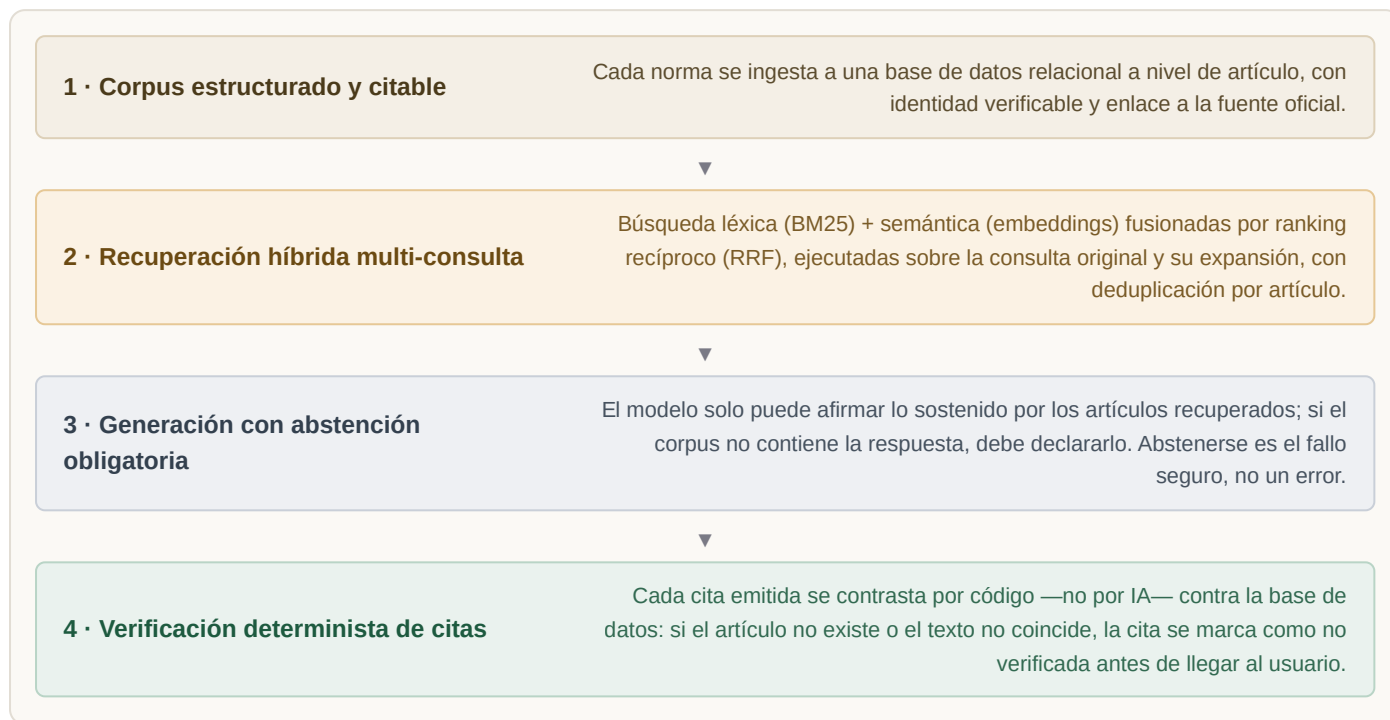 1 · Corpus estructurado y citable
Cada norma se ingesta a una base de datos relacional a nivel de artículo, con
identidad verificable y enlace a la fuente oficial.
▼
2 · Recuperación híbrida multi-consulta
Búsqueda léxica (BM25) + semántica (embeddings) fusionadas por ranking
recíproco (RRF), ejecutadas sobre la consulta original y su expansión, con
deduplicación por artículo.
▼
3 · Generación con abstención
obligatoria
El modelo solo puede afirmar lo sostenido por los artículos recuperados; si el
corpus no contiene la respuesta, debe declararlo. Abstenerse es el fallo
seguro, no un error.
▼
4 · Verificación determinista de citas
Cada cita emitida se contrasta por código —no por IA— contra la base de
datos: si el artículo no existe o el texto no coincide, la cita se marca como no
verificada antes de llegar al usuario.